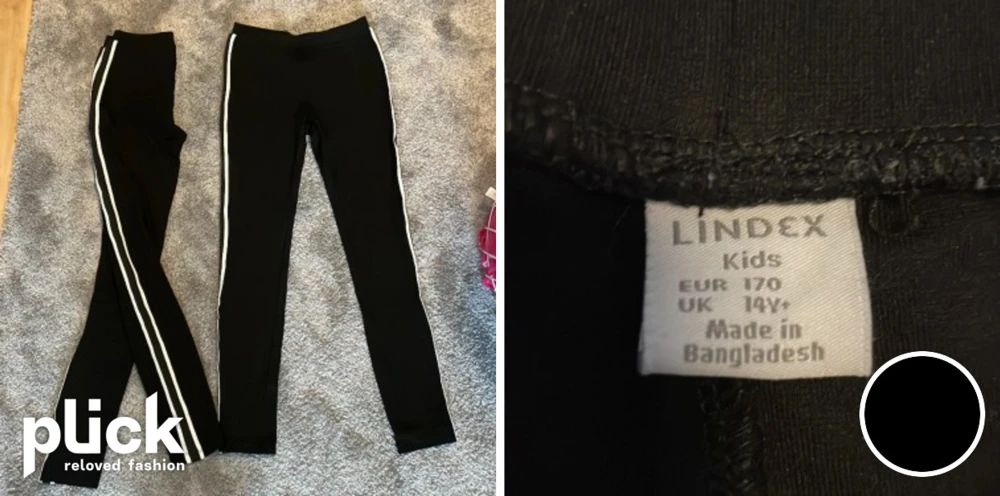 plick
reloved fashion
LINDEX
Kids
EUR 170
UK 14Y+
Made in
Bangladesh